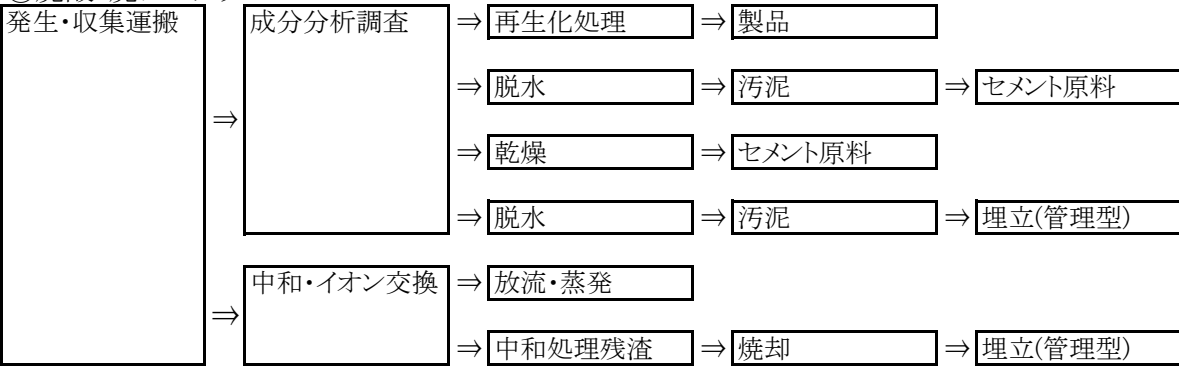 発生・収集運搬 成分分析調査 ⇒ 再生化処理 ⇒ 製品
⇒ 脱水 ⇒ 汚泥 ⇒ セメント原料
⇒
⇒ 乾燥 ⇒ セメント原料
⇒ 脱水 ⇒ 汚泥 ⇒ 埋立(管理型)
中和・イオン交換 ⇒ 放流・蒸発
⇒
⇒ 中和処理残渣 ⇒ 焼却 ⇒ 埋立(管理型)